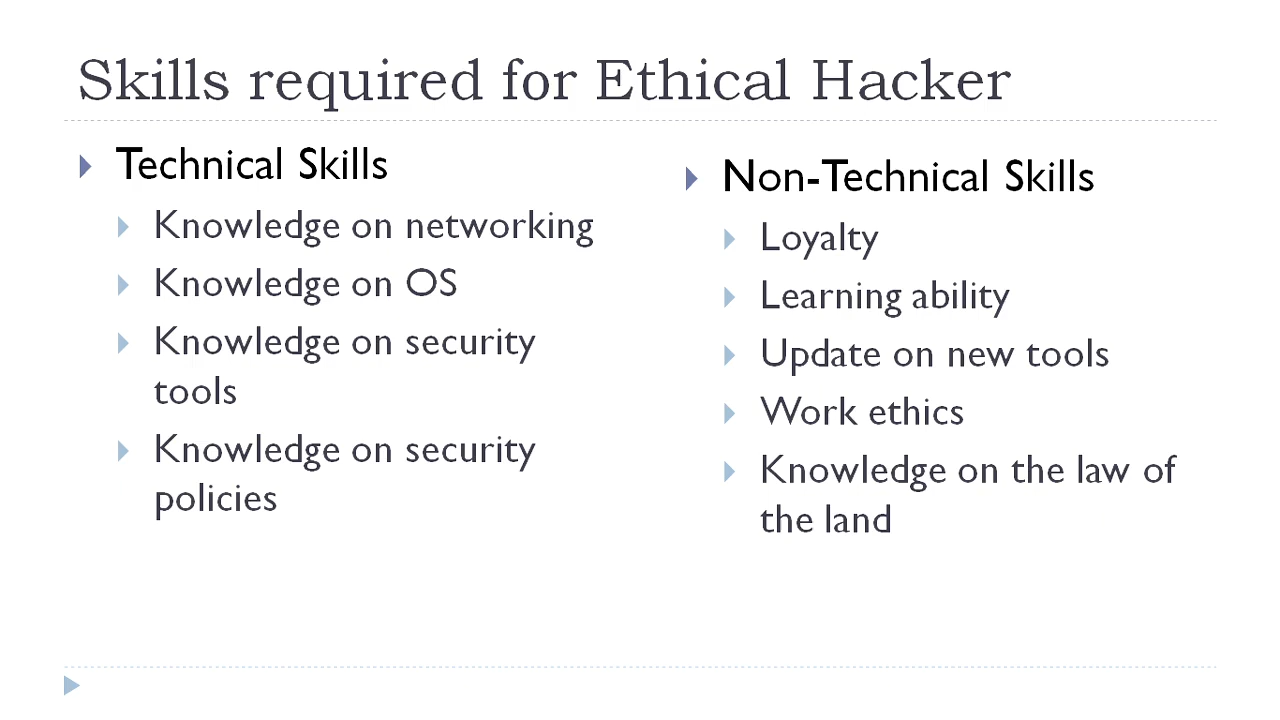 Skills required for Ethical Hacker
Technical Skills
Knowledge on networking
Knowledge on OS
Knowledge on security
tools
Knowledge on security
policies
Non-Technical Skills
Loyalty
Learning ability
Update on new tools
Work ethics
Knowledge on the law of
the land